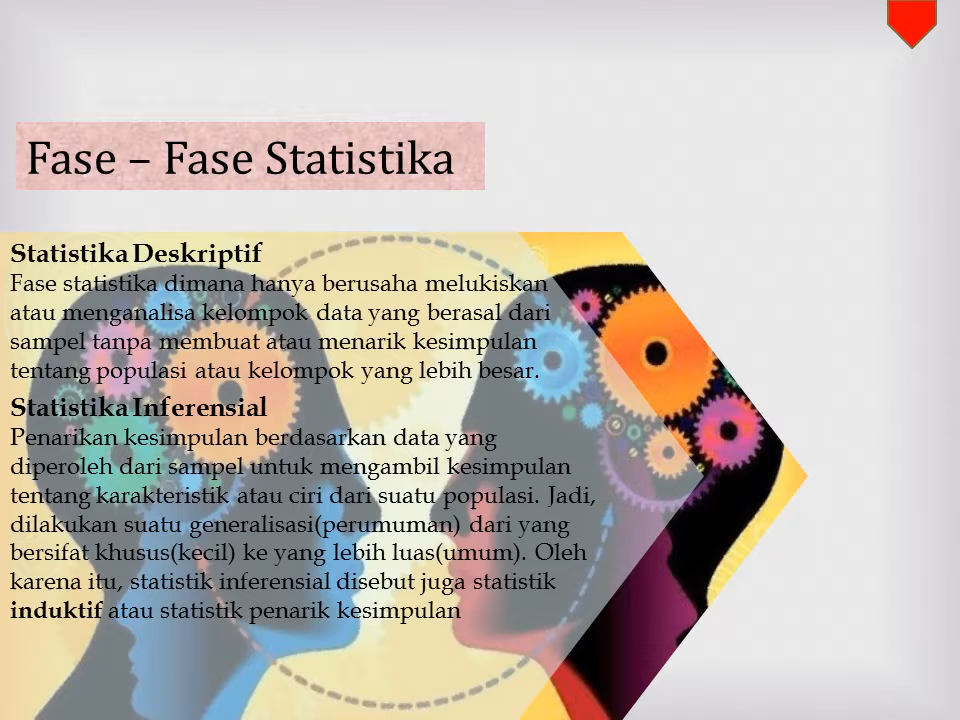 Fase – Fase Statistika
Statistika Deskriptif
Fase statistika dimana hanya berusaha melukiskan
atau menganalisa kelompok data yang berasal dari
sampel tanpa membuat atau menarik kesimpulan
tentang populasi atau kelompok yang lebih besar.
Statistika Inferensial
Penarikan kesimpulan berdasarkan data yang
diperoleh dari sampel untuk mengambil kesimpulan
tentang karakteristik atau ciri dari suatu populasi. Jadi,
dilakukan suatu generalisasi(perumuman) dari yang
bersifat khusus(kecil) ke yang lebih luas(umum). Oleh
karena itu, statistik inferensial disebut juga statistik
induktif atau statistik penarik kesimpulan